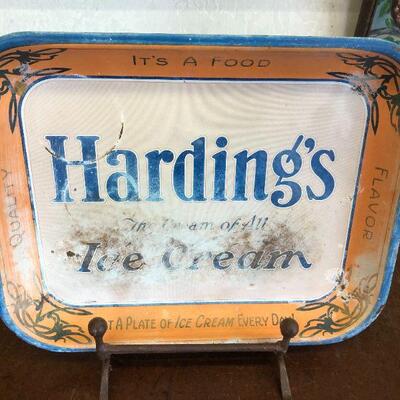 IT'S A FOOD
QUALITY
Harding's
The Cream of All
Ice Cream
FLAVOR
A PLATE OF ICE CREAM EVERY DAY!